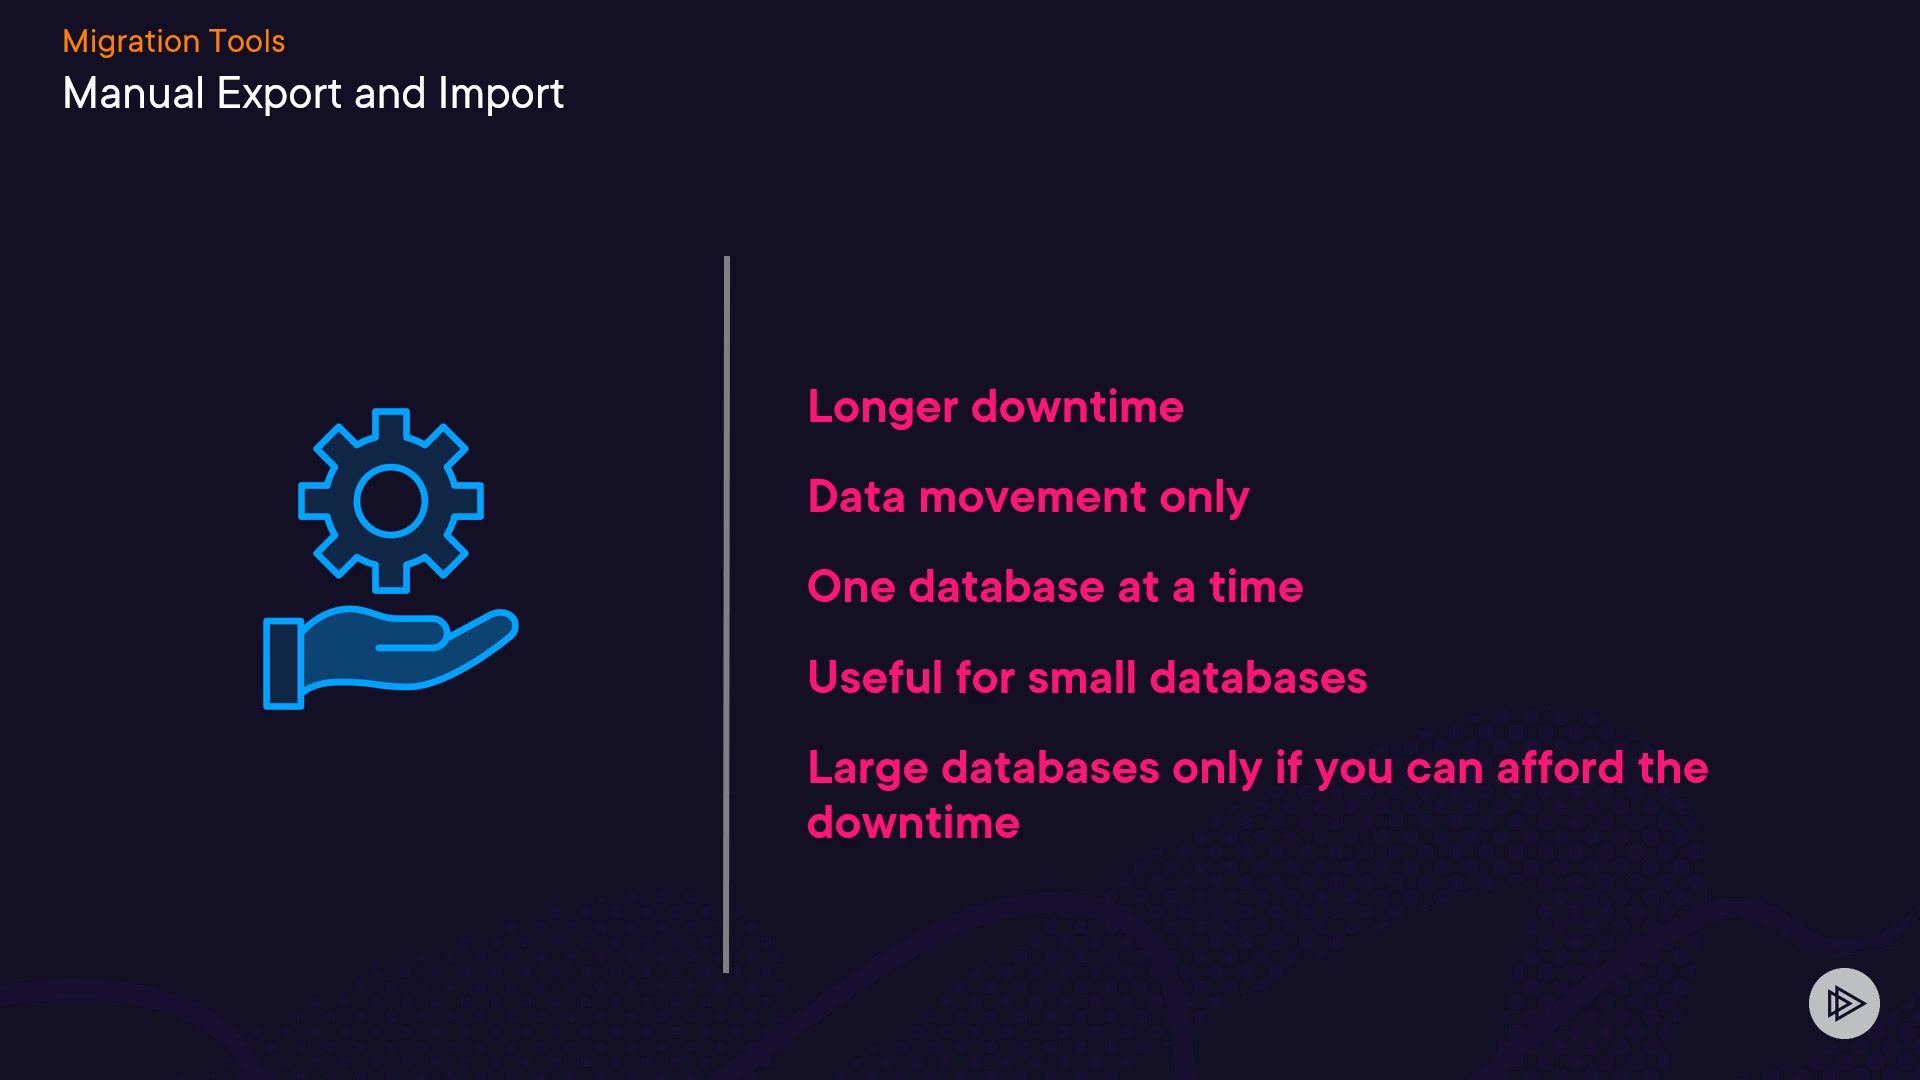 Migration Tools
Manual Export and Import
Longer downtime
Data movement only
One database at a time
Useful for small databases
Large databases only if you can afford the
downtime